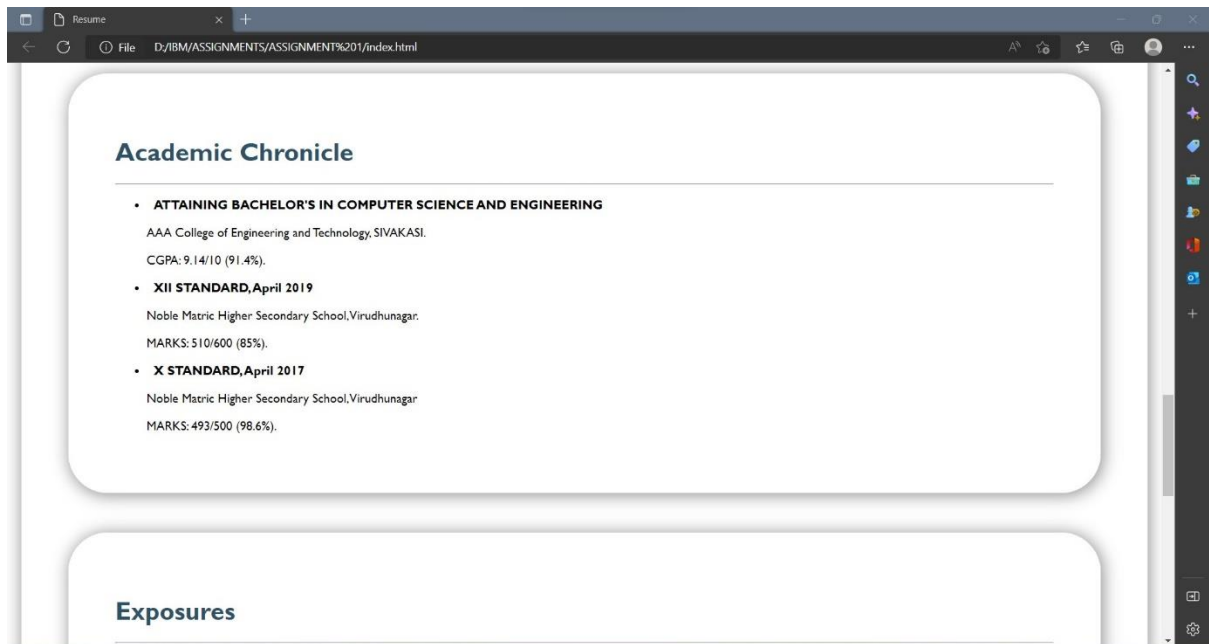 Resume
File D:/IBM/ASSIGNMENTS/ASSIGNMENT%201/index.html
Academic Chronicle
• ATTAINING BACHELOR'S IN COMPUTER SCIENCE AND ENGINEERING
AAA College of Engineering and Technology, SIVAKASI.
CGPA: 9.14/10 (91.4%).
• XII STANDARD, April 2019
Noble Matric Higher Secondary School, Virudhunagar.
MARKS: 510/600 (85%).
• X STANDARD, April 2017
Noble Matric Higher Secondary School, Virudhunagar
MARKS: 493/500 (98.6%).
Exposures